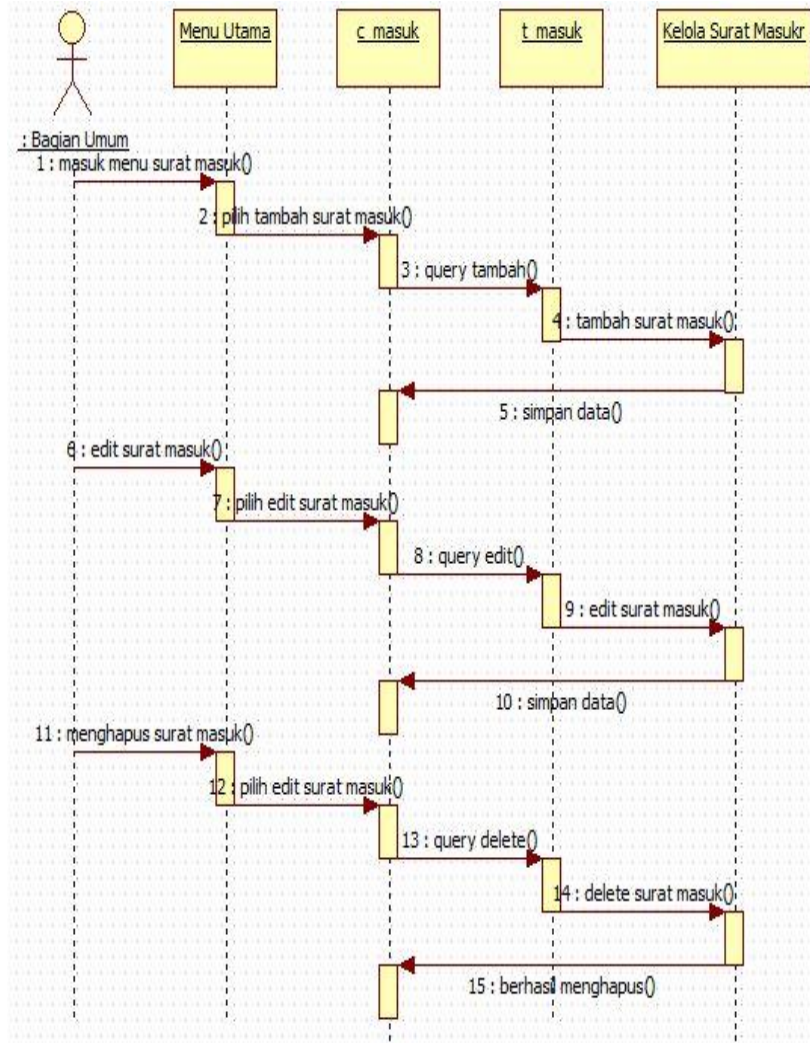 Menu Utama
c_masuk
t_masuk
Kelola Surat Masukr
: Bagian Umum
1 : masuk menu surat masuk()
2 : pilih tambah surat masuk()
3 : query tambah()
4 : tambah surat masuk()
5 : simpan data()
6 : edit surat masuk()
7 : pilih edit surat masuk()
8 : query edit()
9 : edit surat masuk()
10 : simpan data()
11 : menghapus surat masuk()
12 : pilih edit surat masuk()
13 : query delete()
14 : delete surat masuk()
15 : berhasil menghapus()